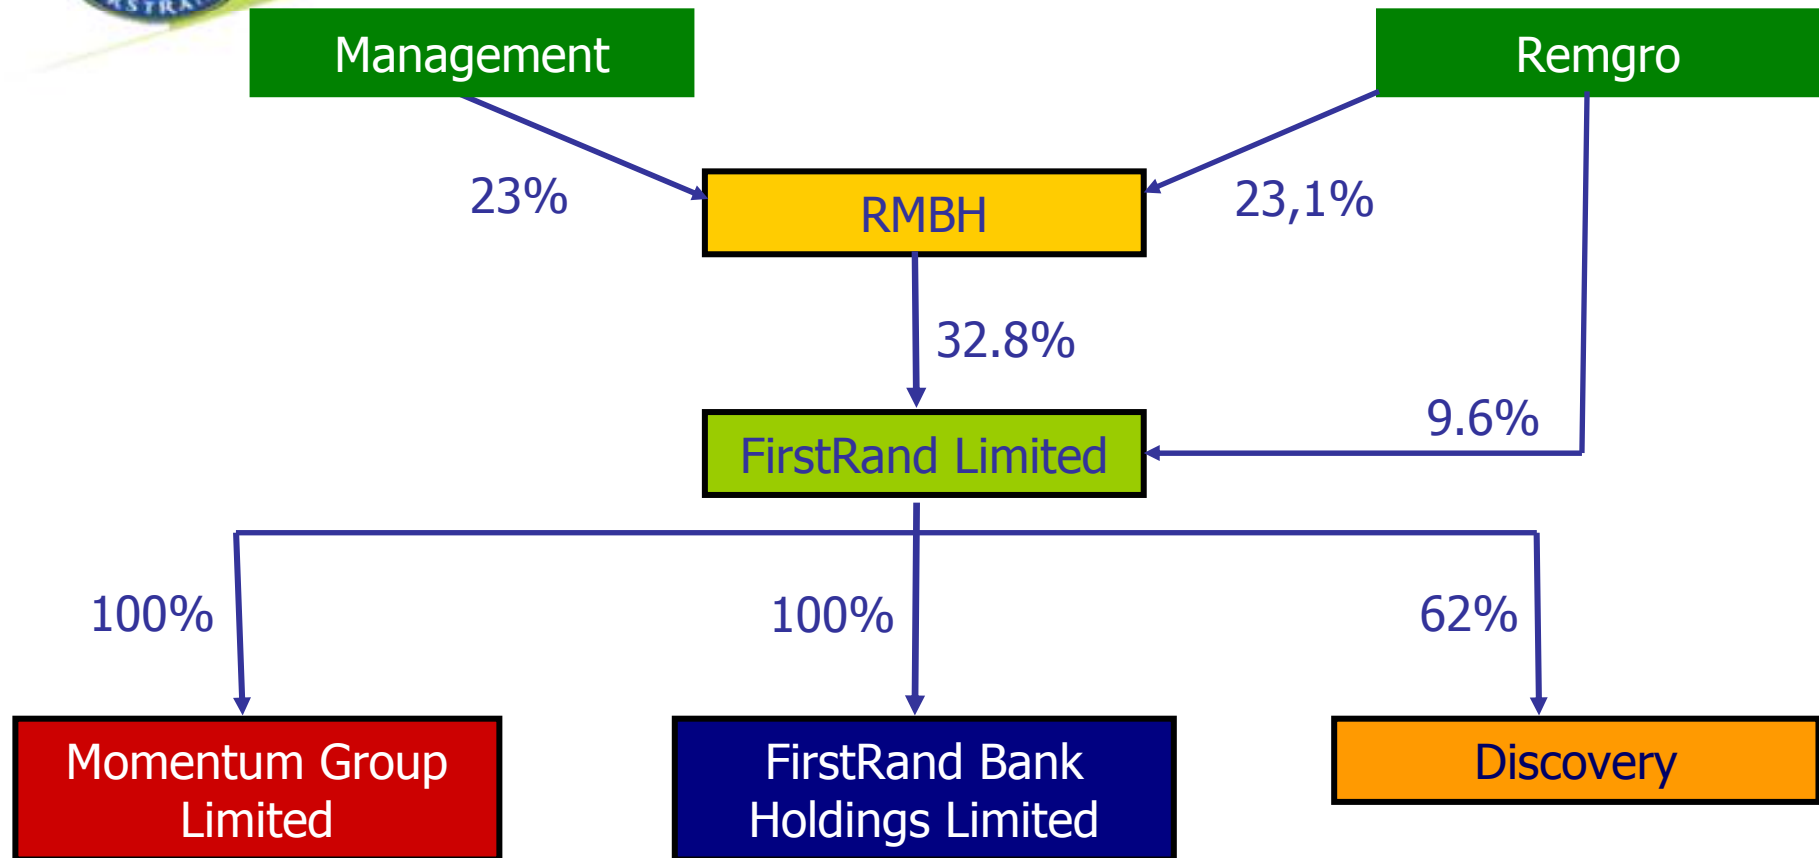 Management
Remgro
23%
RMBH
23,1%
32.8%
9.6%
FirstRand Limited
100%
100%
62%
Momentum Group
Limited
FirstRand Bank
Holdings Limited
Discovery